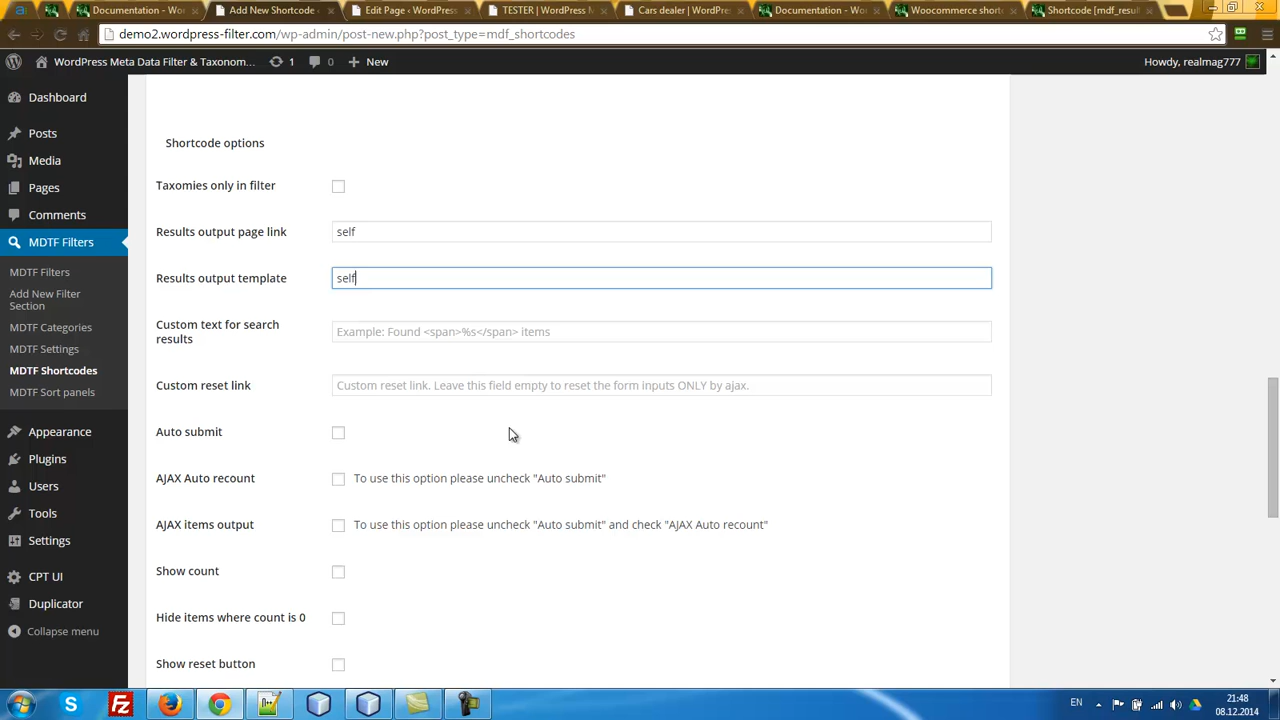 Documentation - Wo
Add New Shortcode
Edit Page ‹ WordPress
TESTER | WordPress M
Cars dealer | WordPres
Documentation - Wo
Woocommerce short
Shortcode [mdf_resu
demo2.wordpress-filter.com/wp-admin/post-new.php?post_type=mdf_shortcodes
WordPress Meta Data Filter & Taxonom...
1
0
New
Howdy, realmag777
Dashboard
Posts
Media
Pages
Comments
MDTF Filters
MDTF Filters
Add New Filter
Section
MDTF Categories
MDTF Settings
MDTF Shortcodes
MDTF Sort panels
Appearance
Plugins
Users
Tools
Settings
CPT UI
Duplicator
Collapse menu
Shortcode options
Taxomies only in filter
Results output page link
self
Results output template
self
Custom text for search
results
Example: Found <span>%s</span> items
Custom reset link
Custom reset link. Leave this field empty to reset the form inputs ONLY by ajax.
Auto submit
AJAX Auto recount
To use this option please uncheck "Auto submit"
AJAX items output
To use this option please uncheck "Auto submit" and check "AJAX Auto recount"
Show count
Hide items where count is 0
Show reset button
EN
21:48
08.12.2014